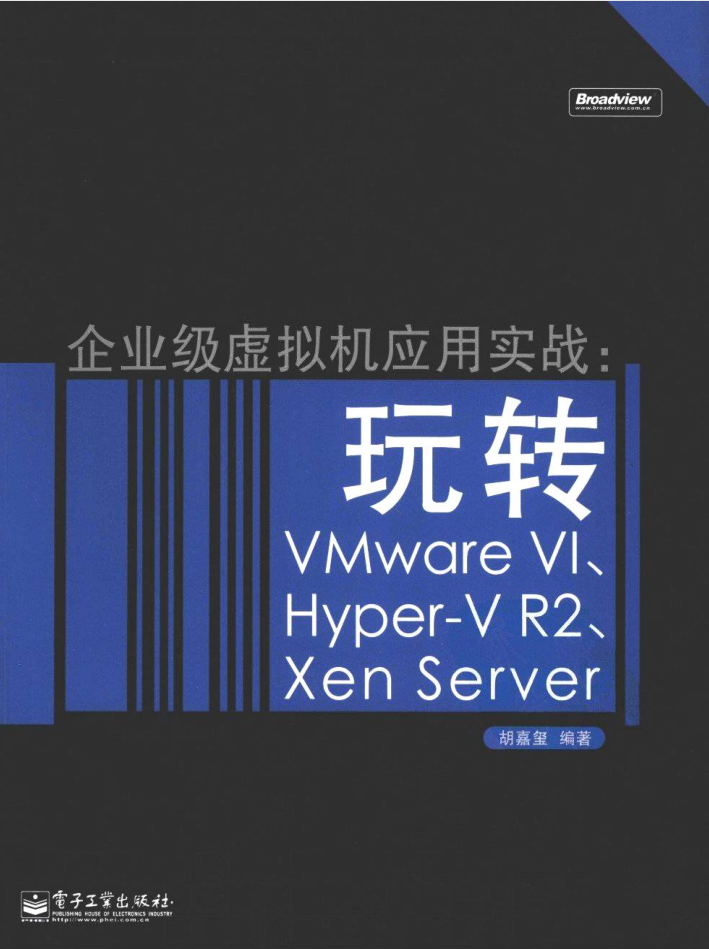 Broadview
www.broadview.com.cn
企业级虚拟机应用实战：
玩转
VMware VI、
Hyper-V R2、
Xen Server
胡嘉玺 编著
電子工業出版社
PUBLISHING HOUSE OF ELECTRONICS INDUSTRY
http://www.phei.com.cn